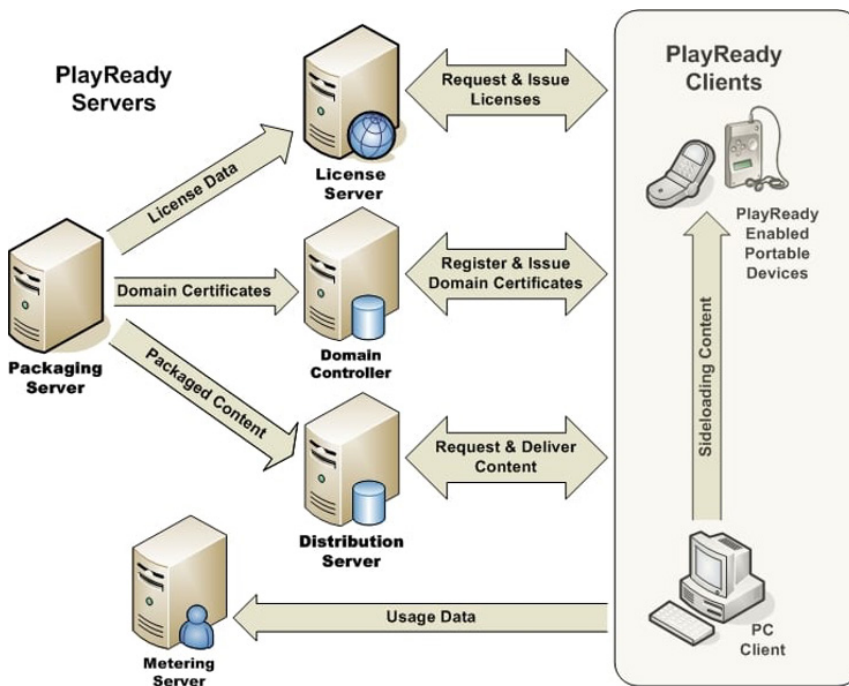 PlayReady
Servers
PlayReady
Clients
Request & Issue
Licenses
License Data
License
Server
PlayReady
Enabled
Portable
Devices
Domain Certificates
Register & Issue
Domain Certificates
Packaging
Server
Domain
Controller
Packaged Content
Sideloading Content
Request & Deliver
Content
Distribution
Server
Usage Data
PC
Client
Metering
Server